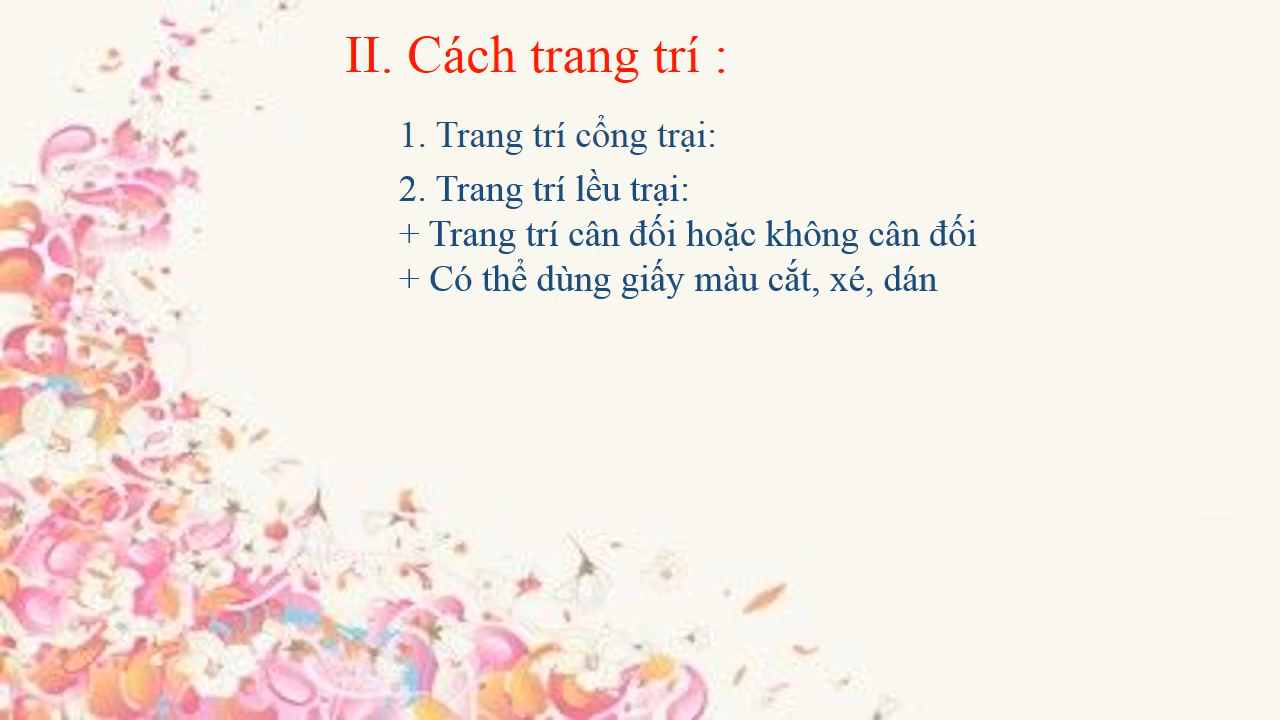 II. Cách trang trí :
1. Trang trí cổng trại:
2. Trang trí lều trại:
+ Trang trí cân đối hoặc không cân đối
+ Có thể dùng giấy màu cắt, xé, dán